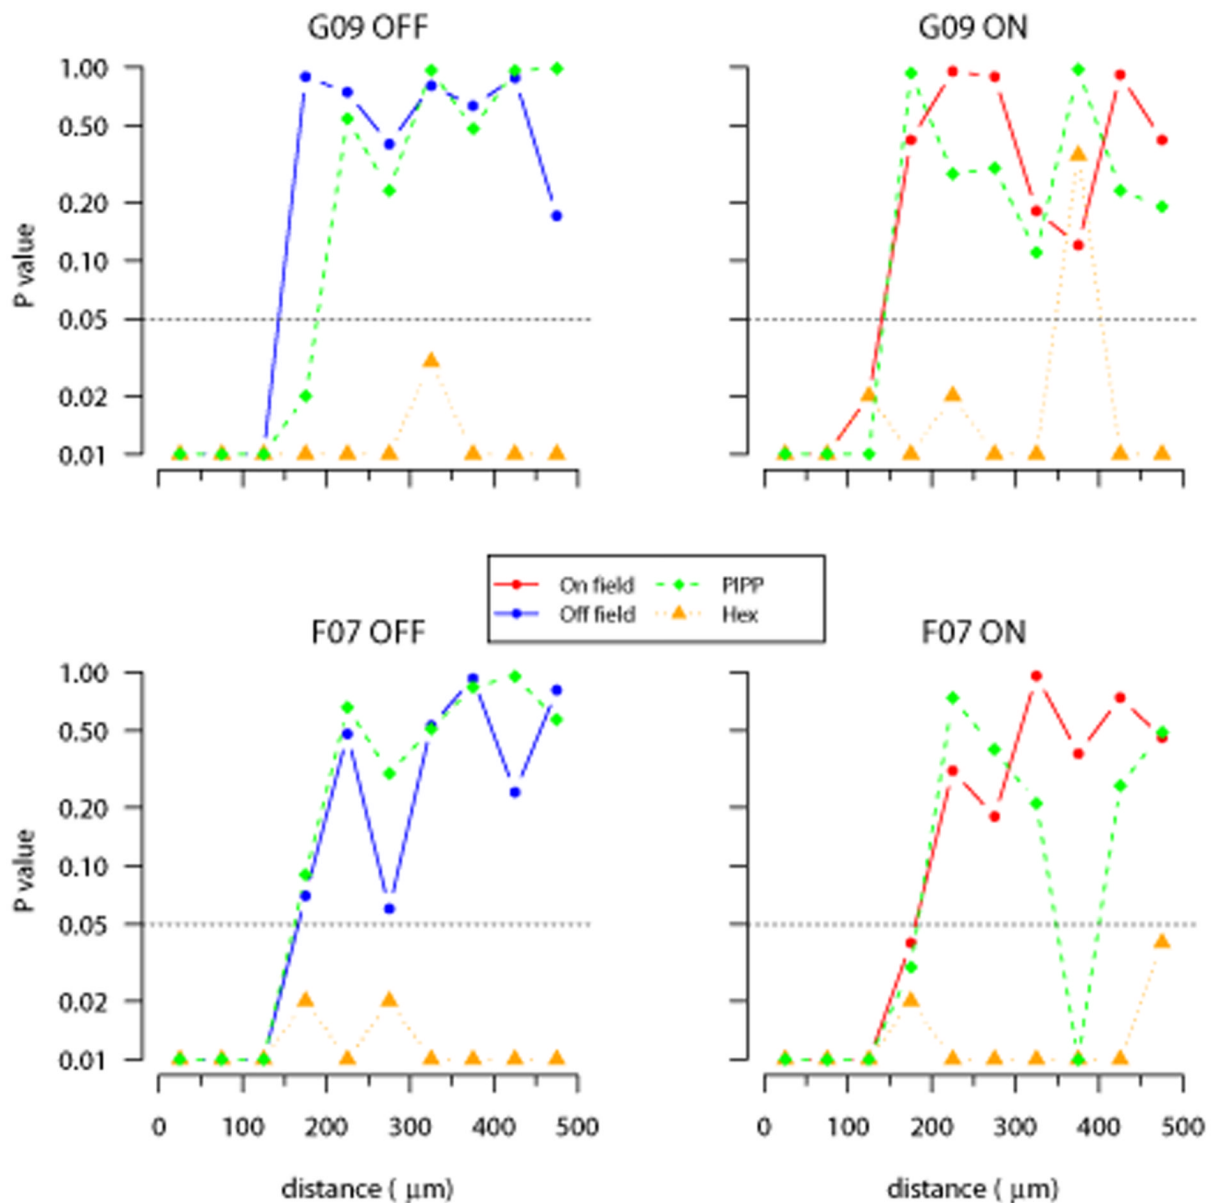 G09 OFF
G09 ON
P value
1.00
0.50
0.20
0.10
0.05
0.02
0.01
On field
PIPP
Off field
Hex
F07 OFF
F07 ON
P value
1.00
0.50
0.20
0.10
0.05
0.02
0.01
0 100 200 300 400 500
0 100 200 300 400 500
distance ( μm)
distance ( μm)